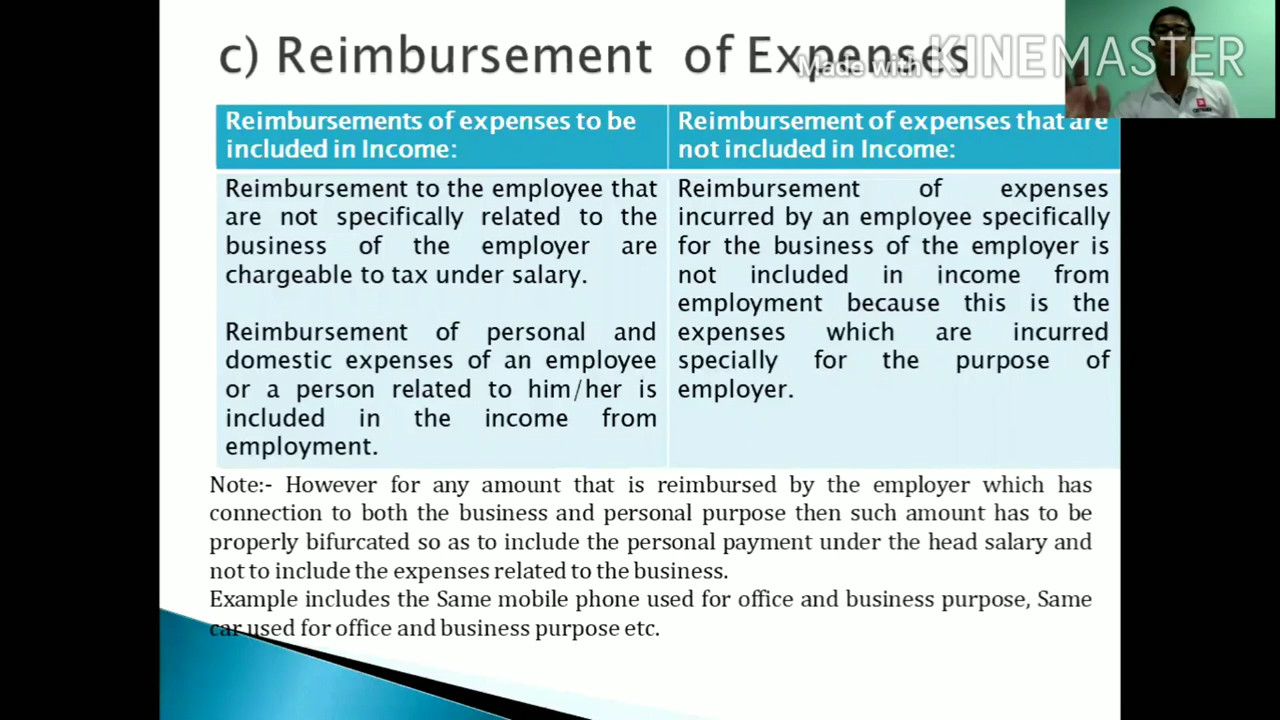 c) Reimbursement of Expenses
Made with KINEMASTER
Reimbursements of expenses to be
included in Income:
Reimbursement of expenses that are
not included in Income:
Reimbursement to the employee that
are not specifically related to the
business of the employer are
chargeable to tax under salary.
Reimbursement of personal and
domestic expenses of an employee
or a person related to him/her is
included in the income from
employment.
Reimbursement of expenses
incurred by an employee specifically
for the business of the employer is
not included in income from
employment because this is the
expenses which are incurred
specially for the purpose of
employer.
Note:- However for any amount that is reimbursed by the employer which has
connection to both the business and personal purpose then such amount has to be
properly bifurcated so as to include the personal payment under the head salary and
not to include the expenses related to the business.
Example includes the Same mobile phone used for office and business purpose, Same
car used for office and business purpose etc.